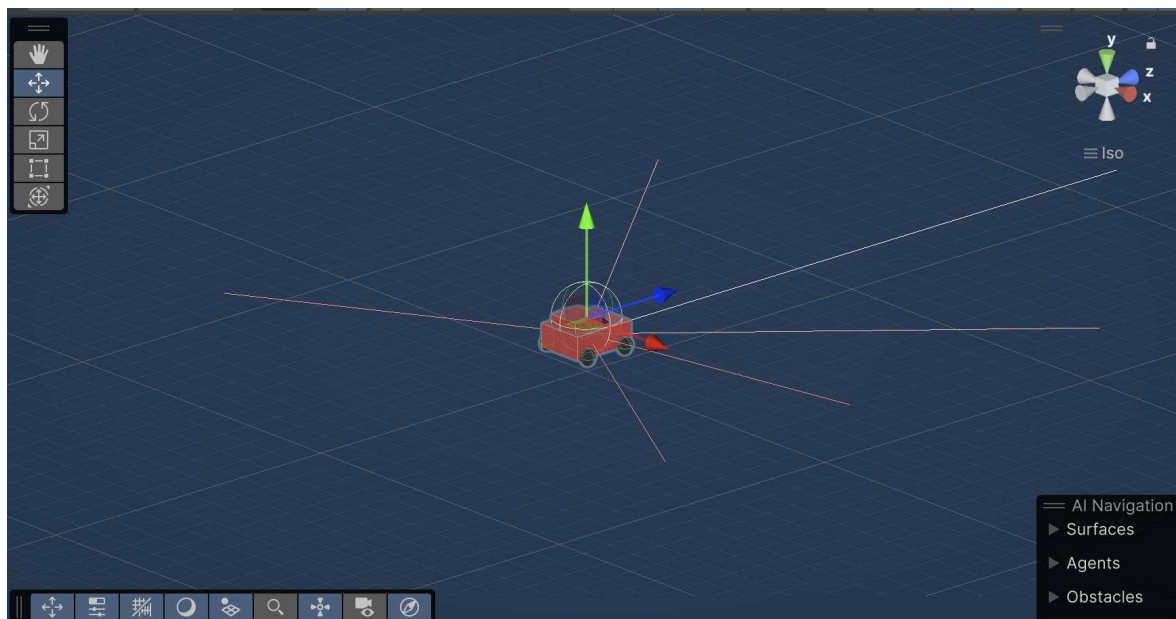 y
z
x
Iso
AI Navigation
Surfaces
Agents
Obstacles